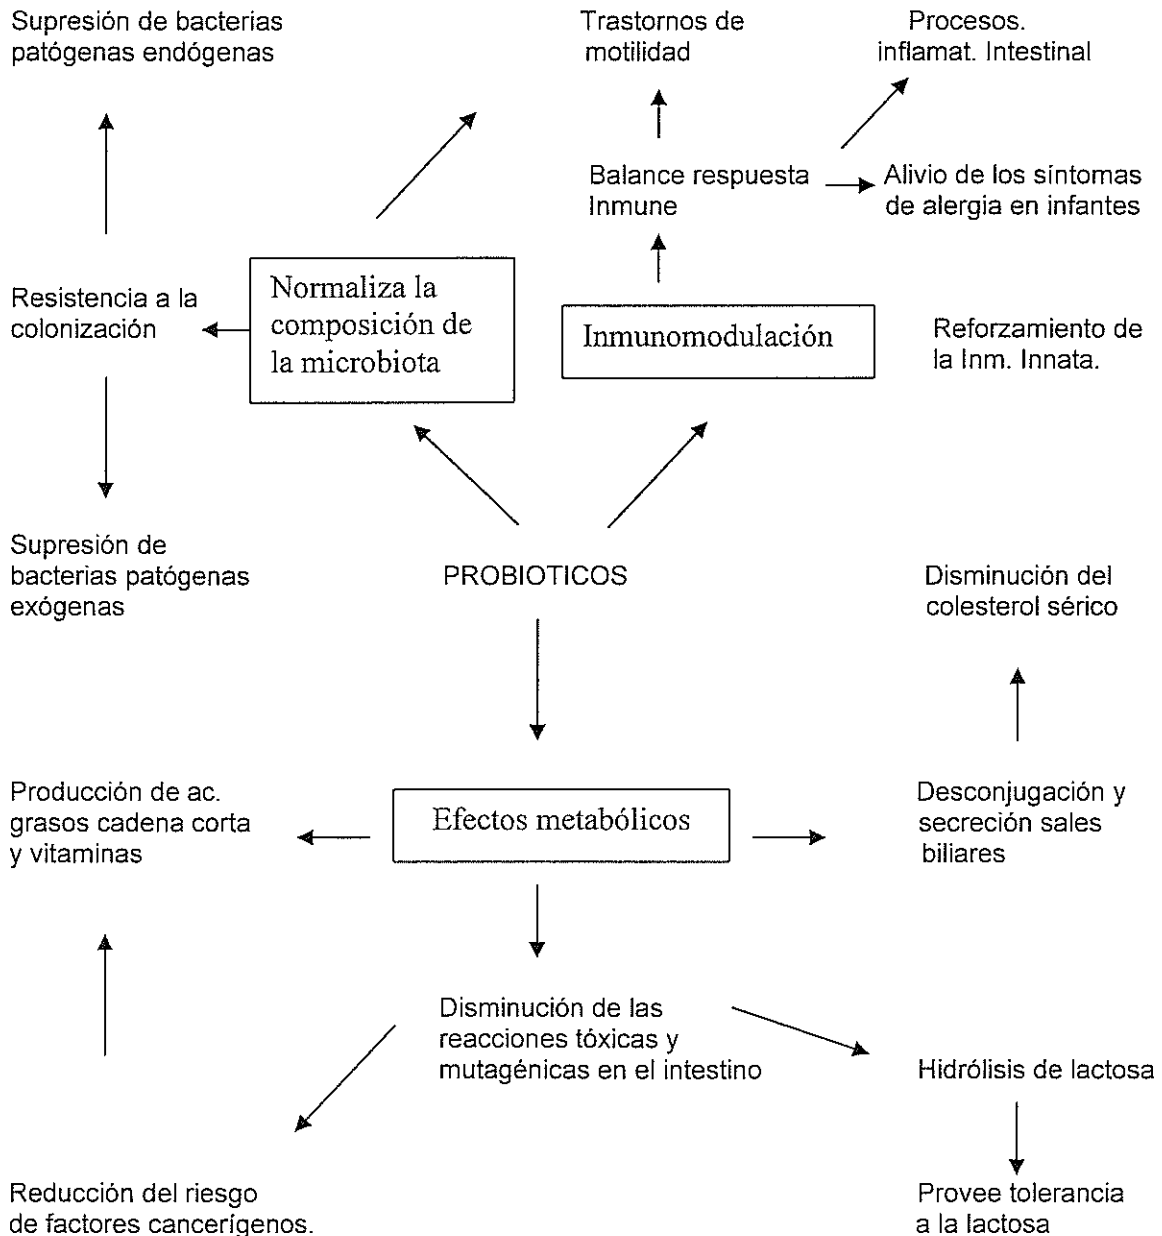 Supresión de bacterias
patógenas endógenas
Trastornos de
motilidad
Procesos.
inflamat. Intestinal
Balance respuesta
Inmune
Alivio de los síntomas
de alergia en infantes
Resistencia a la
colonización
Normaliza la
composición de
la microbiota
Inmunomodulación
Reforzamiento de
la Inm. Innata.
Supresión de
bacterias patógenas
exógenas
PROBIOTICOS
Disminución del
colesterol sérico
Producción de ac.
grasos cadena corta
y vitaminas
Efectos metabólicos
Desconjugación y
secreción sales
biliares
Disminución de las
reacciones tóxicas y
mutagénicas en el intestino
Hidrólisis de lactosa
Reducción del riesgo
de factores cancerígenos.
Provee tolerancia
a la lactosa